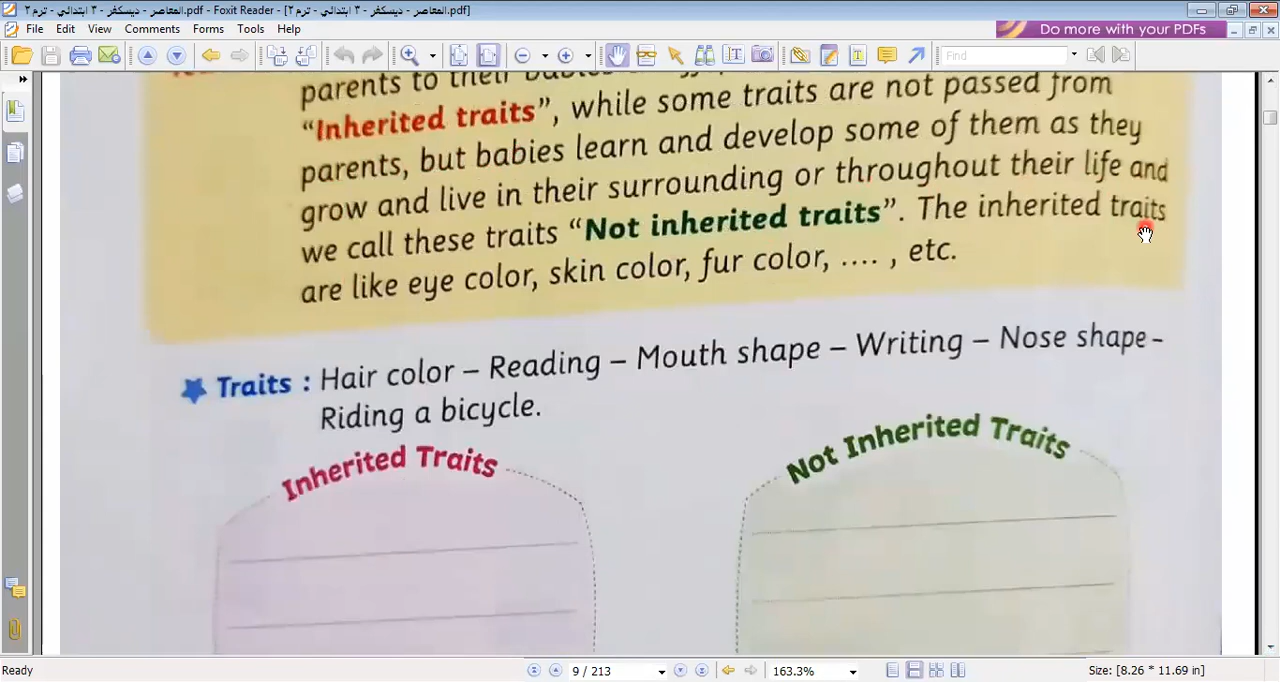 المعاصر - ديسكفر - ٣ ابتدائي - ترم ٢.pdf - Foxit Reader - [المعاصر - ديسكفر - ٣ ابتدائي - ترم ٢.pdf]
File Edit View Comments Forms Tools Help
Do more with your PDFs
Find
parents to their babies
“Inherited traits”, while some traits are not passed from
parents, but babies learn and develop some of them as they
grow and live in their surrounding or throughout their life and
we call these traits “Not inherited traits”. The inherited traits
are like eye color, skin color, fur color, .... , etc.
Traits : Hair color – Reading – Mouth shape – Writing – Nose shape –
Riding a bicycle.
Inherited Traits
Not Inherited Traits
Ready
9 / 213
163.3%
Size: [8.26 * 11.69 in]